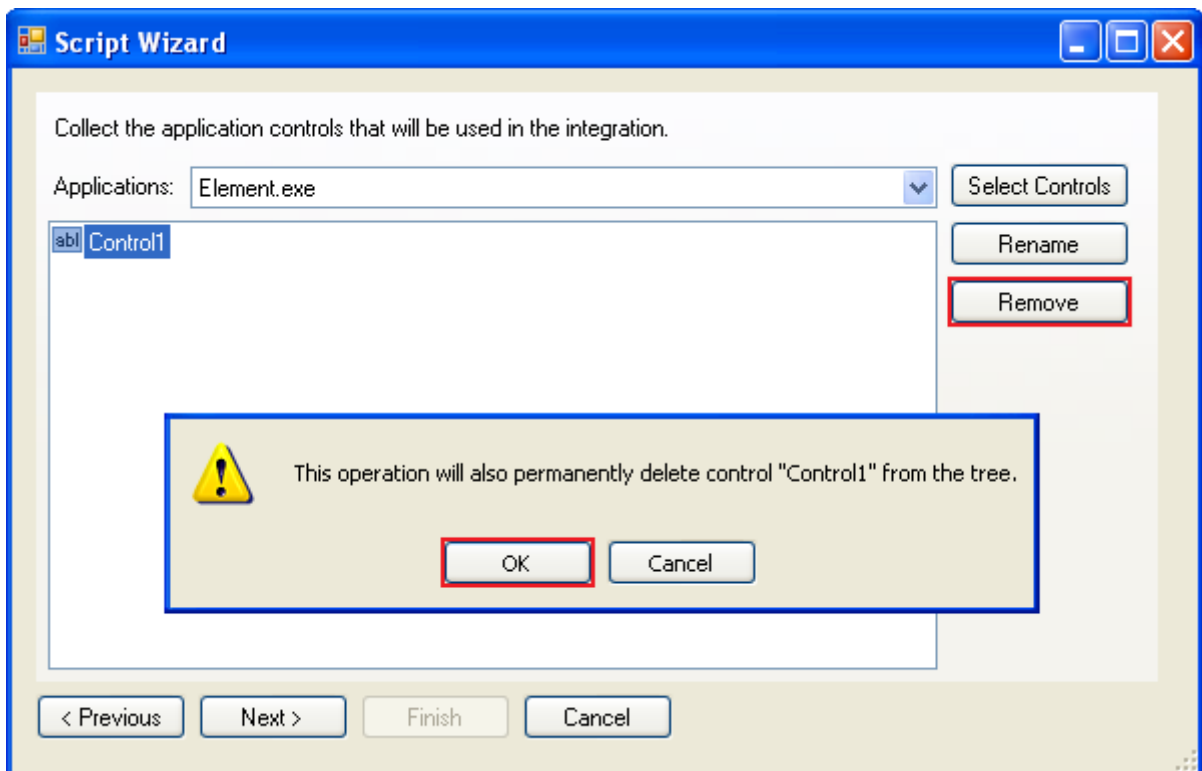 Script Wizard
Collect the application controls that will be used in the integration.
Applications: Element.exe Select Controls
abl Control1 Rename
Remove
This operation will also permanently delete control "Control1" from the tree.
OK Cancel
< Previous Next > Finish Cancel